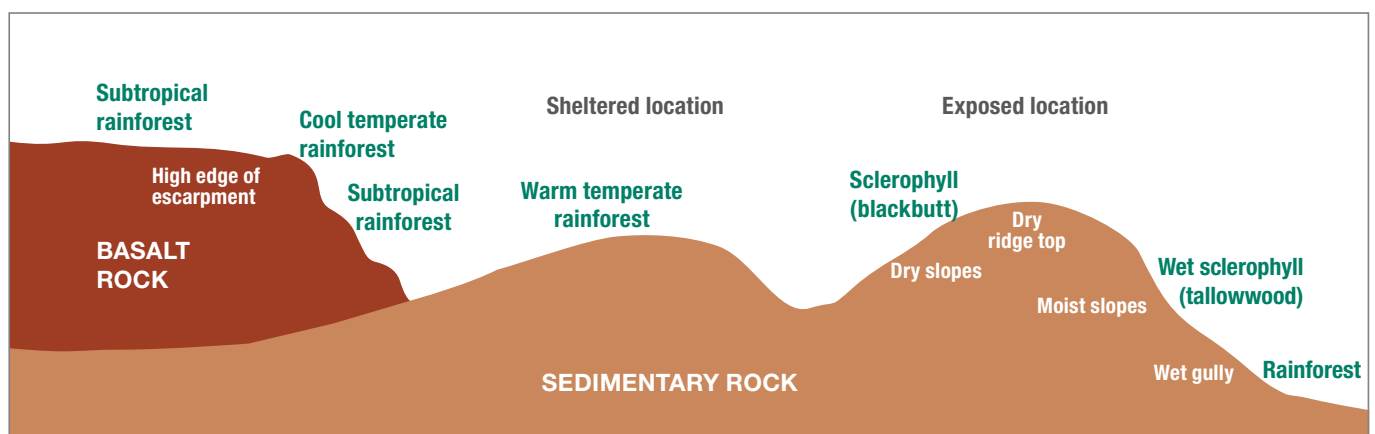 Subtropical
rainforest
Cool temperate
rainforest
Sheltered location
Exposed location
High edge of
escarpment
Subtropical
rainforest
Warm temperate
rainforest
Sclerophyll
(blackbutt)
Dry
ridge top
BASALT
ROCK
Dry slopes
Wet sclerophyll
(tallowwood)
Moist slopes
SEDIMENTARY ROCK
Wet gully
Rainforest